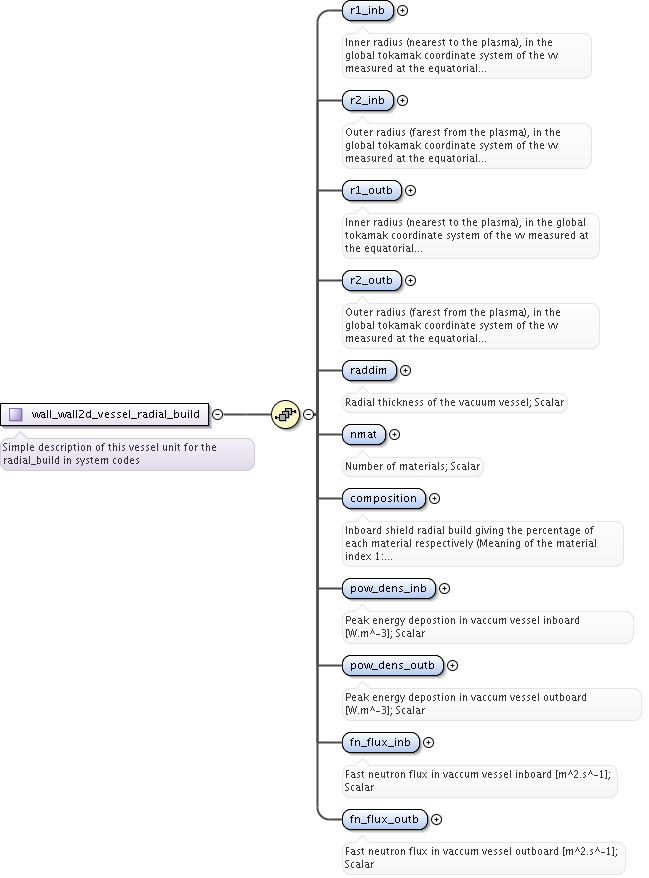 r1_inb
Inner radius (nearest to the plasma), in the
global tokamak coordinate system of the vv
measured at the equatorial...
r2_inb
Outer radius (farest from the plasma), in the
global tokamak coordinate system of the vv
measured at the equatorial...
r1_outb
Inner radius (nearest to the plasma), in the global
tokamak coordinate system of the vv measured at
the equatorial...
r2_outb
Outer radius (farest from the plasma), in the
global tokamak coordinate system of the vv
measured at the equatorial...
raddim
Radial thickness of the vacuum vessel; Scalar
wall_wall2d_vessel_radial_build
Simple description of this vessel unit for the
radial_build in system codes
nmat
Number of materials; Scalar
composition
Inboard shield radial build giving the percentage of
each material respectively (Meaning of the material
index 1:...
pow_dens_inb
Peak energy depostion in vaccum vessel inboard
[W.m^-3]; Scalar
pow_dens_outb
Peak energy depostion in vaccum vessel outboard
[W.m^-3]; Scalar
fn_flux_inb
Fast neutron flux in vaccum vessel inboard [m^2.s^-1];
Scalar
fn_flux_outb
Fast neutron flux in vaccum vessel outboard [m^2.s^-1];
Scalar